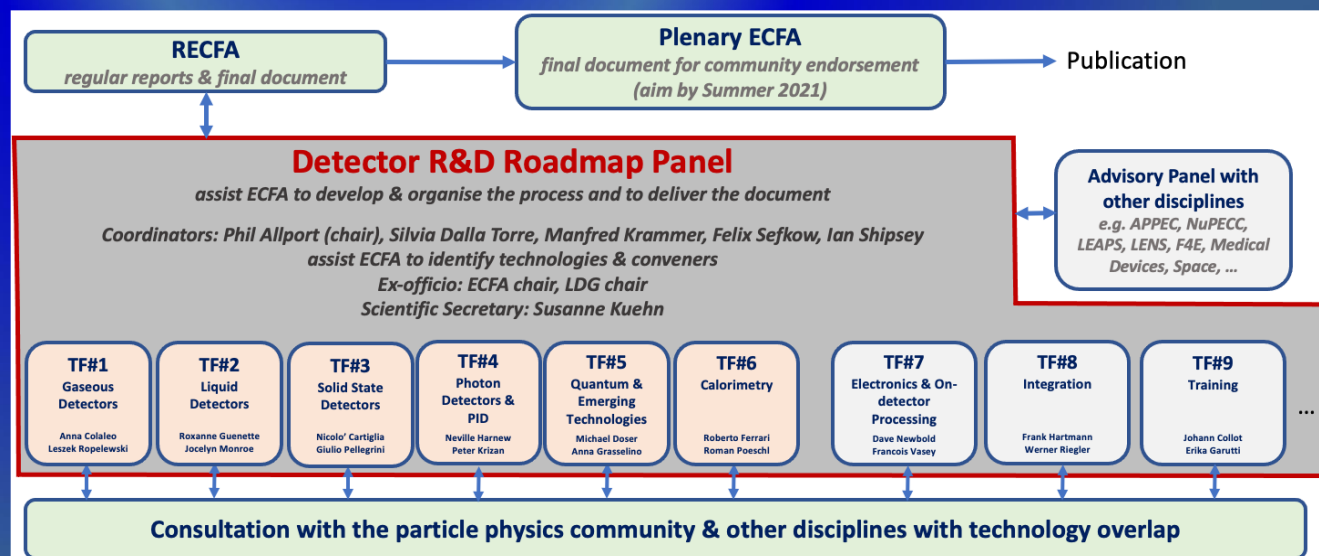 RECFA
regular reports & final document
Plenary ECFA
final document for community endorsement
(aim by Summer 2021)
Publication
Detector R&D Roadmap Panel
assist ECFA to develop & organise the process and to deliver the document
Coordinators: Phil Allport (chair), Silvia Dalla Torre, Manfred Krammer, Felix Sefkow, Ian Shipsey
assist ECFA to identify technologies & conveners
Ex-officio: ECFA chair, LDG chair
Scientific Secretary: Susanne Kuehn
Advisory Panel with
other disciplines
e.g. APPEC, NuPECC,
LEAPS, LENS, F4E, Medical
Devices, Space, …
TF#1
Gaseous
Detectors
Anna Colaleo
Leszek Ropelewski
TF#2
Liquid
Detectors
Roxanne Guenette
Jocelyn Monroe
TF#3
Solid State
Detectors
Nicolo’ Cartiglia
Giulio Pellegrini
TF#4
Photon
Detectors &
PID
Neville Harnew
Peter Krizan
TF#5
Quantum &
Emerging
Technologies
Michael Doser
Anna Grasselino
TF#6
Calorimetry
Roberto Ferrari
Roman Poeschl
TF#7
Electronics & On-
detector
Processing
Dave Newbold
Francois Vasey
TF#8
Integration
Frank Hartmann
Werner Riegler
TF#9
Training
Johann Collot
Erika Garutti
…
Consultation with the particle physics community & other disciplines with technology overlap